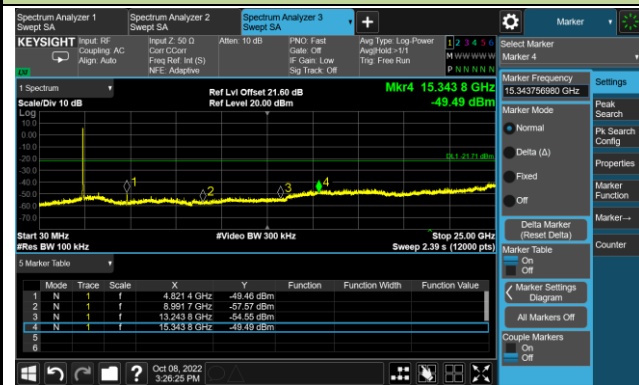 Spectrum Analyzer 1
Swept SA
Spectrum Analyzer 2
Swept SA
Spectrum Analyzer 3
Swept SA
Marker
KEYSIGHT
Input: RF
Coupling: AC
Align: Auto
Input Z: 50 Ω
Corr CCorr
Freq Ref: Int (S)
NFE: Adaptive
Atten: 10 dB
PNO: Fast
Gate: Off
IF Gain: Low
Sig Track: Off
Avg Type: Log-Power
Avg|Hold:>1/1
Trig: Free Run
1 2 3 4 5 6
M W W W W W
P N N N N N
Select Marker
Marker 4
LXI
1 Spectrum
Scale/Div 10 dB
Ref Lvl Offset 21.60 dB
Ref Level 20.00 dBm
Mkr4 15.343 8 GHz
-49.49 dBm
Log
10.0
0.00
-10.0
-20.0
-30.0
-40.0
-50.0
-60.0
-70.0
DL1 -21.71 dBm
1
2
3
4
Start 30 MHz
#Res BW 100 kHz
#Video BW 300 kHz
Stop 25.00 GHz
Sweep 2.39 s (12000 pts)
5 Marker Table
Mode Trace Scale X Y Function Function Width Function Value
1 N 1 f 4.821 4 GHz -49.46 dBm
2 N 1 f 8.991 7 GHz -57.57 dBm
3 N 1 f 13.243 8 GHz -54.55 dBm
4 N 1 f 15.343 8 GHz -49.49 dBm
5
6
Marker Frequency
15.343756980 GHz
Marker Mode
Normal
Delta (Δ)
Fixed
Off
Delta Marker
(Reset Delta)
Marker Table
On
Off
Marker Settings
Diagram
All Markers Off
Couple Markers
On
Off
Settings
Peak
Search
Pk Search
Config
Properties
Marker
Function
Marker→
Counter
?
Oct 08, 2022
3:26:25 PM